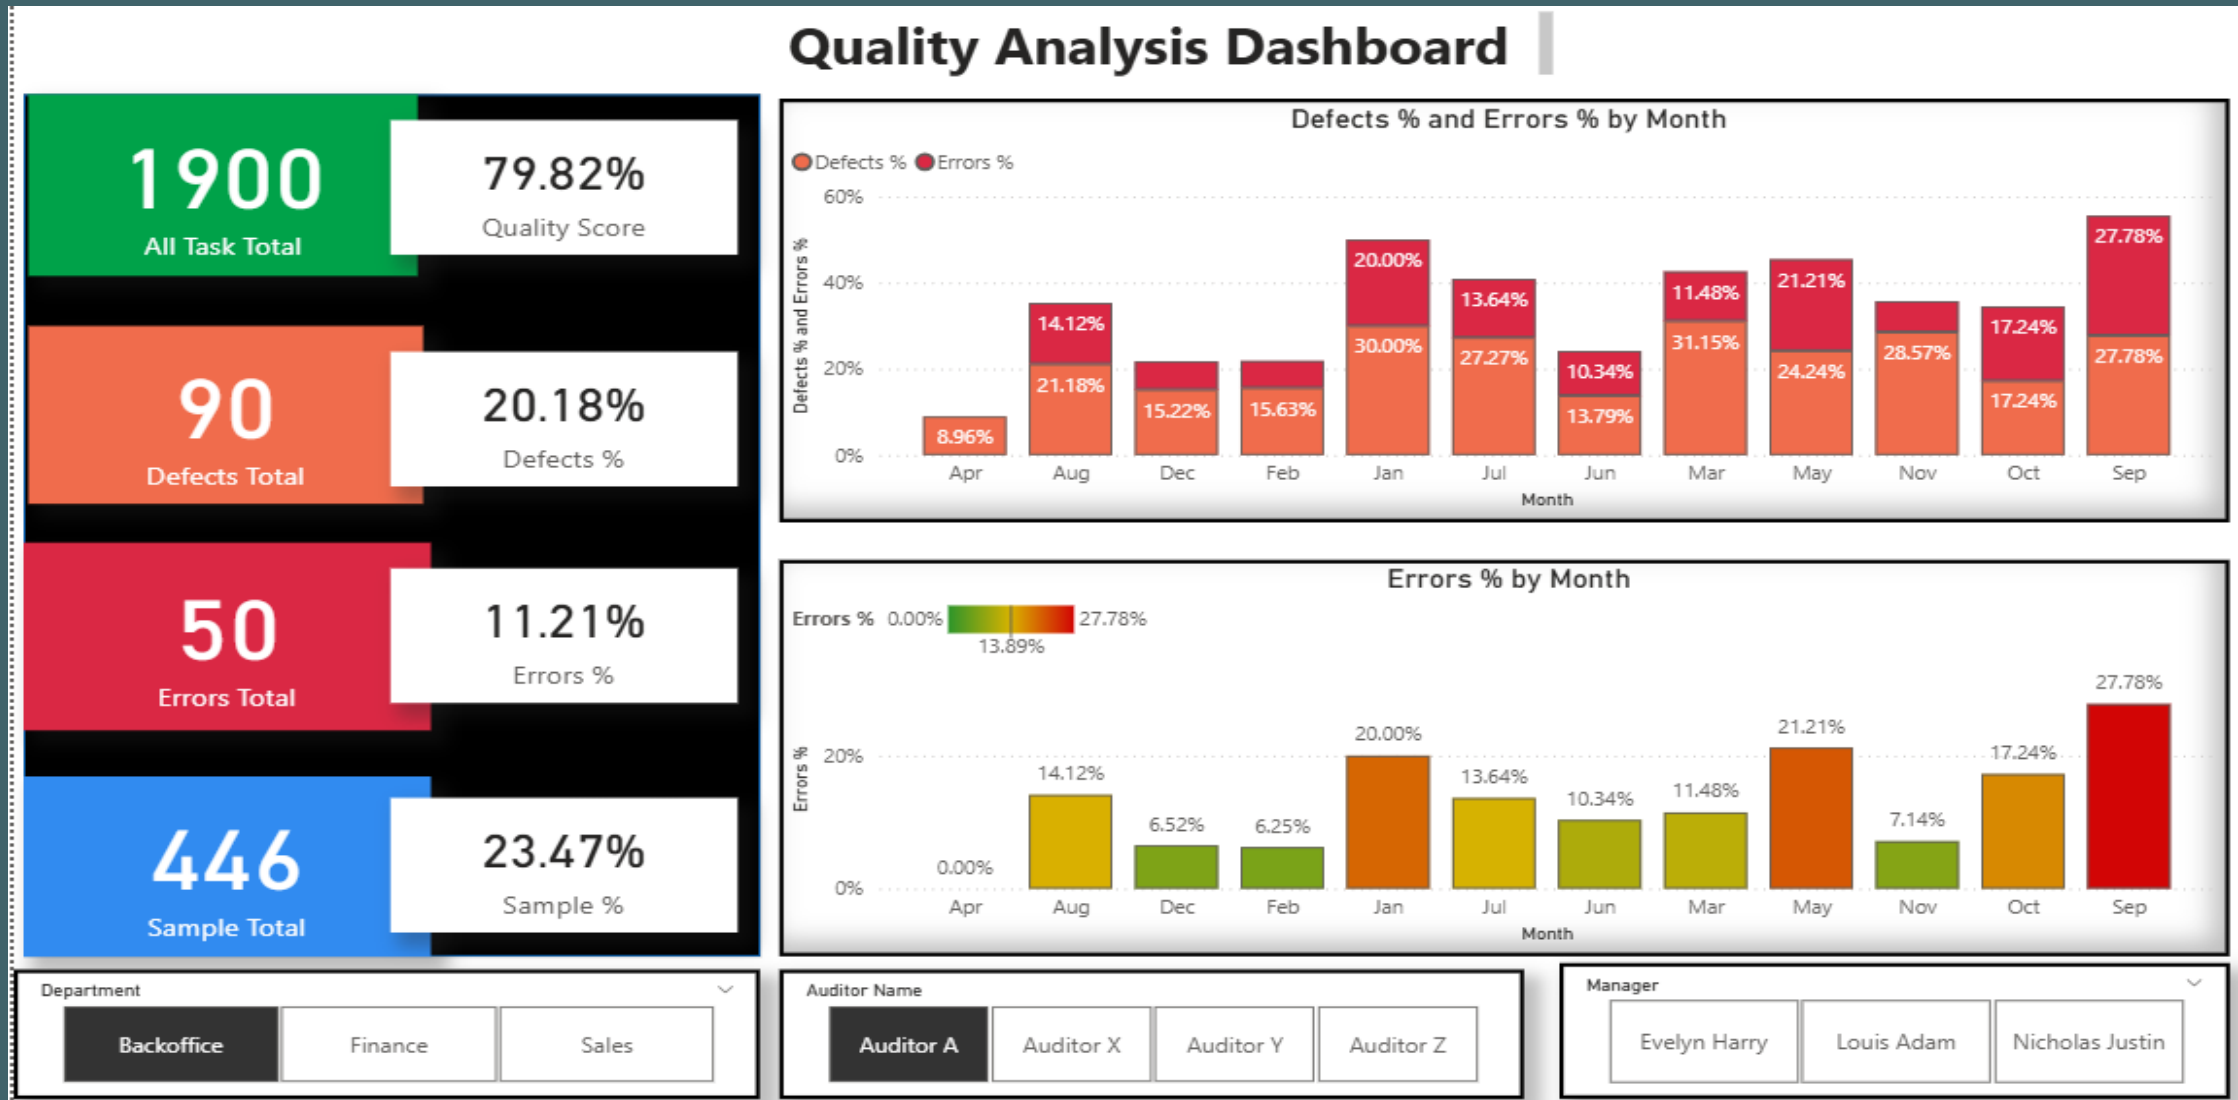 Quality Analysis Dashboard
1900
All Task Total
79.82%
Quality Score
90
Defects Total
20.18%
Defects %
50
Errors Total
11.21%
Errors %
446
Sample Total
23.47%
Sample %
Defects % and Errors % by Month
Defects % Errors %
Defects % and Errors %
60%
40%
20%
0%
8.96%
14.12%
21.18%
15.22%
15.63%
20.00%
30.00%
13.64%
27.27%
10.34%
13.79%
11.48%
31.15%
21.21%
24.24%
28.57%
17.24%
17.24%
27.78%
27.78%
Apr Aug Dec Feb Jan Jul Jun Mar May Nov Oct Sep
Month
Errors % by Month
Errors % 0.00% 27.78%
13.89%
Errors %
20%
0%
0.00%
14.12%
6.52%
6.25%
20.00%
13.64%
10.34%
11.48%
21.21%
7.14%
17.24%
27.78%
Apr Aug Dec Feb Jan Jul Jun Mar May Nov Oct Sep
Month
Department
Backoffice Finance Sales
Auditor Name
Auditor A Auditor X Auditor Y Auditor Z
Manager
Evelyn Harry Louis Adam Nicholas Justin